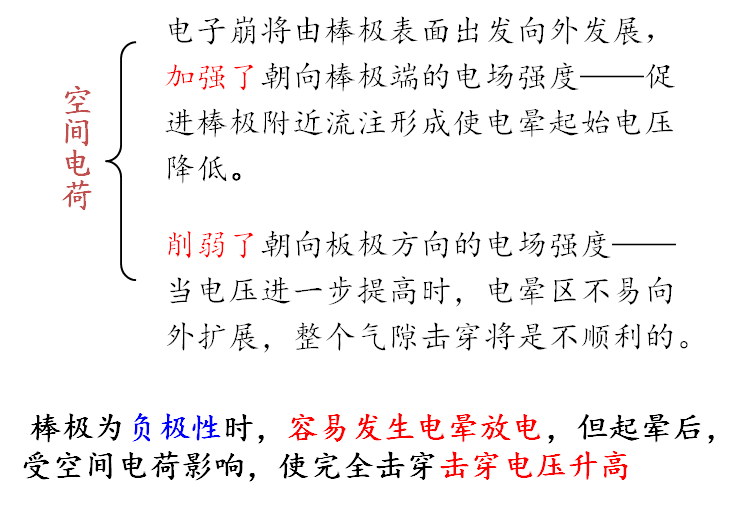 空间电荷
电子崩将由棒极表面出发向外发展，
加强了朝向棒极端的电场强度——促
进棒极附近流注形成使电晕起始电压
降低。
削弱了朝向板极方向的电场强度——
当电压进一步提高时，电晕区不易向
外扩展，整个气隙击穿将是不顺利的。
棒极为负极性时，容易发生电晕放电，但起晕后，
受空间电荷影响，使完全击穿击穿电压升高